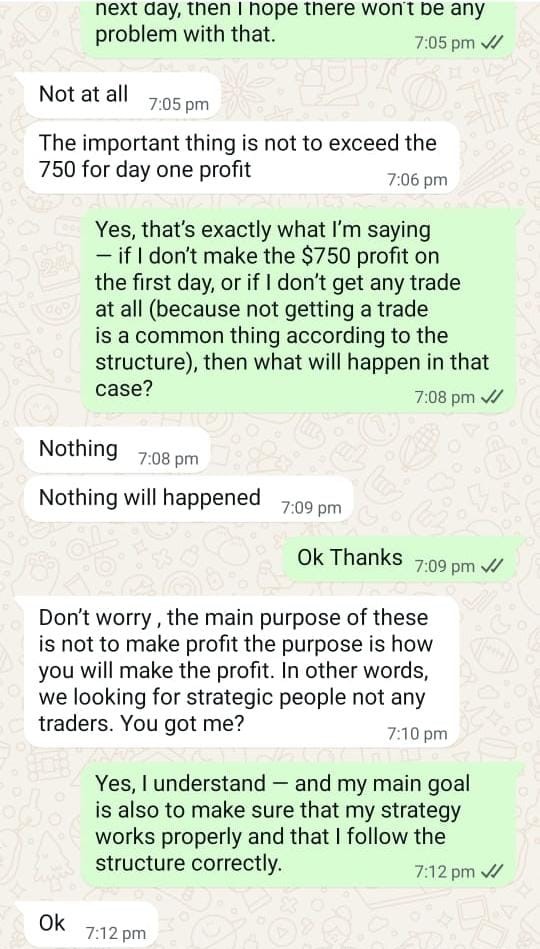 next day, then I hope there won't be any
problem with that.
7:05 pm
Not at all
7:05 pm
The important thing is not to exceed the
750 for day one profit
7:06 pm
Yes, that's exactly what I'm saying
— if I don't make the $750 profit on
the first day, or if I don't get any trade
at all (because not getting a trade
is a common thing according to the
structure), then what will happen in that
case?
7:08 pm
Nothing
7:08 pm
Nothing will happened
7:09 pm
Ok Thanks
7:09 pm
Don't worry , the main purpose of these
is not to make profit the purpose is how
you will make the profit. In other words,
we looking for strategic people not any
traders. You got me?
7:10 pm
Yes, I understand — and my main goal
is also to make sure that my strategy
works properly and that I follow the
structure correctly.
7:12 pm
Ok
7:12 pm